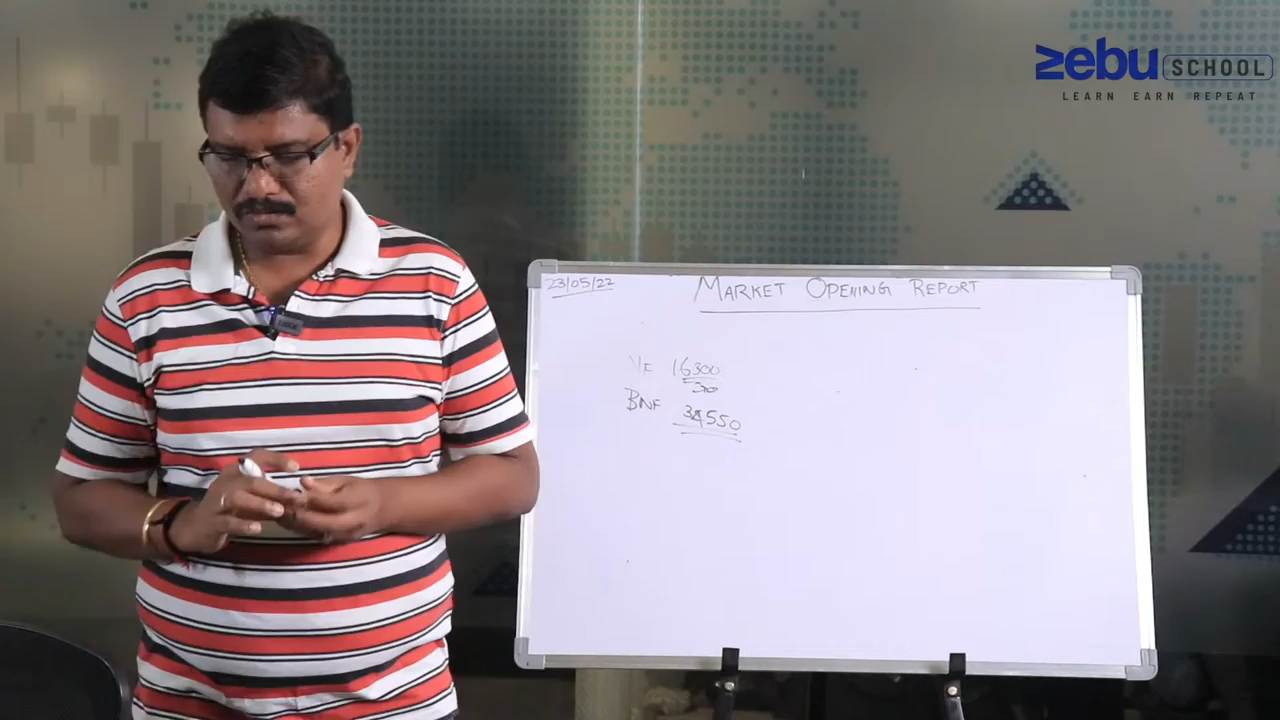 zebu SCHOOL
LEARN EARN REPEAT
23/05/22
MARKET OPENING REPORT
16300
BNF 34550